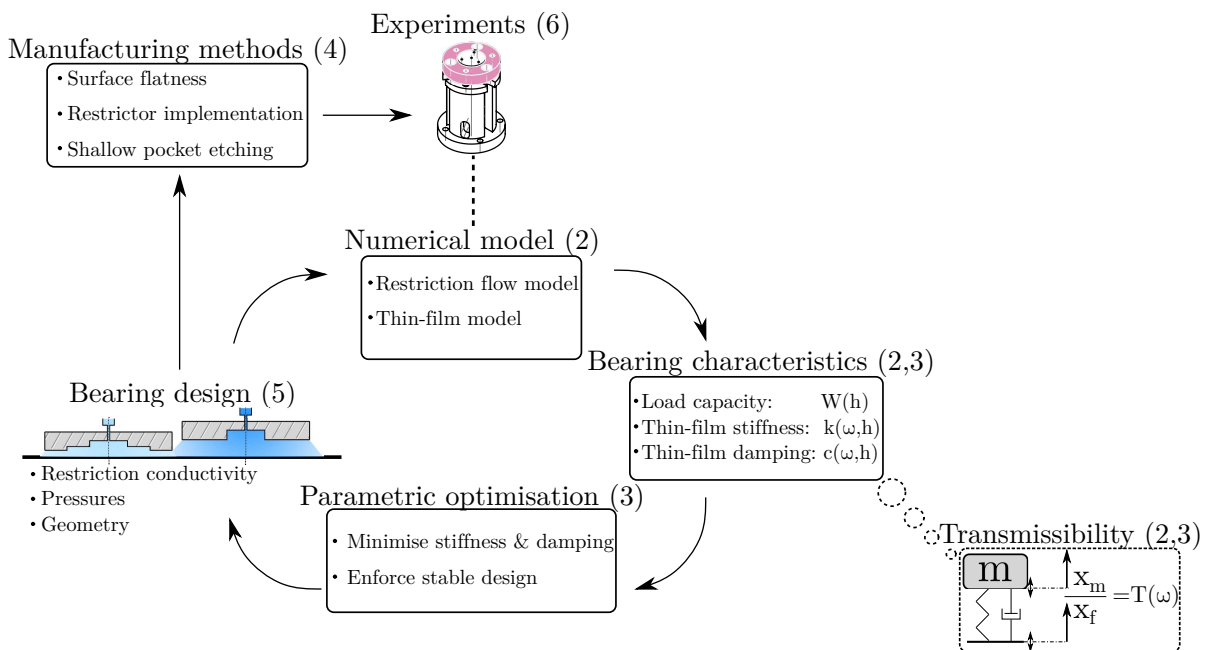 Experiments (6)
Manufacturing methods (4)
• Surface flatness
• Restrictor implementation
• Shallow pocket etching
Numerical model (2)
• Restriction flow model
• Thin-film model
Bearing characteristics (2,3)
• Load capacity: W(h)
• Thin-film stiffness: k(ω,h)
• Thin-film damping: c(ω,h)
Bearing design (5)
• Restriction conductivity
• Pressures
• Geometry
Parametric optimisation (3)
• Minimise stiffness & damping
• Enforce stable design
Transmissibility (2,3)
m
x_m
x_f
=T(ω)